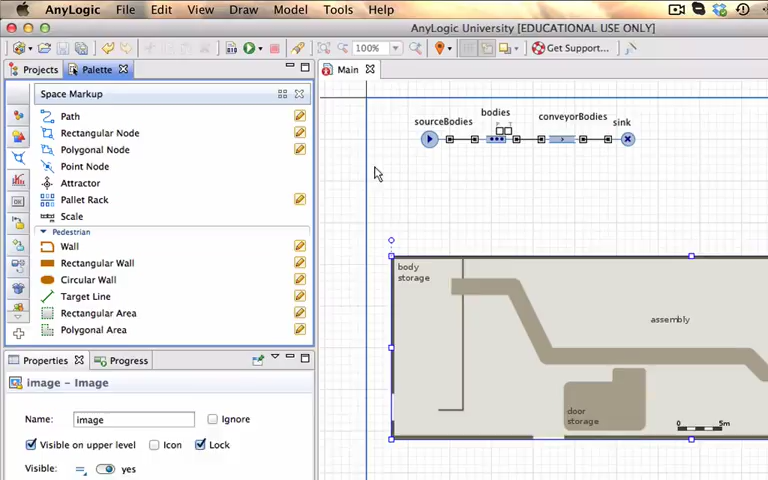 AnyLogic File Edit View Draw Model Tools Help
AnyLogic University [EDUCATIONAL USE ONLY]
100% Get Support...
Projects Palette
Main
Space Markup
Path
Rectangular Node
Polygonal Node
Point Node
Attractor
Pallet Rack
Scale
Pedestrian
Wall
Rectangular Wall
Circular Wall
Target Line
Rectangular Area
Polygonal Area
sourceBodies bodies conveyorBodies sink
body
storage
assembly
door
storage
5m
Properties Progress
image - Image
Name: image Ignore
Visible on upper level Icon Lock
Visible: = yes